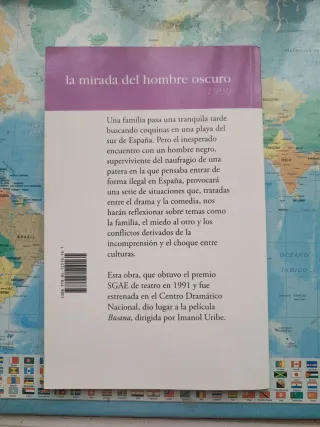 la mirada del hombre oscuro
Una familia pasa una tranquila tarde
buscando coquinas en una playa del
sur de España. Pero el inesperado
encuentro con un hombre negro,
superviviente del naufragio de una
patera en la que pensaba entrar de
forma ilegal en España, provocará
una serie de situaciones que, tratadas
entre el drama y la comedia, nos
harán reflexionar sobre temas como
la familia, el miedo al otro y los
conflictos derivados de la
incomprensión y el choque entre
culturas.
Esta obra, que obtuvo el premio
SGAE de teatro en 1991 y fue
estrenada en el Centro Dramático
Nacional, dio lugar a la película
Bwana, dirigida por Imanol Uribe.
BRASIL
OCÉANO
ÍNDICO